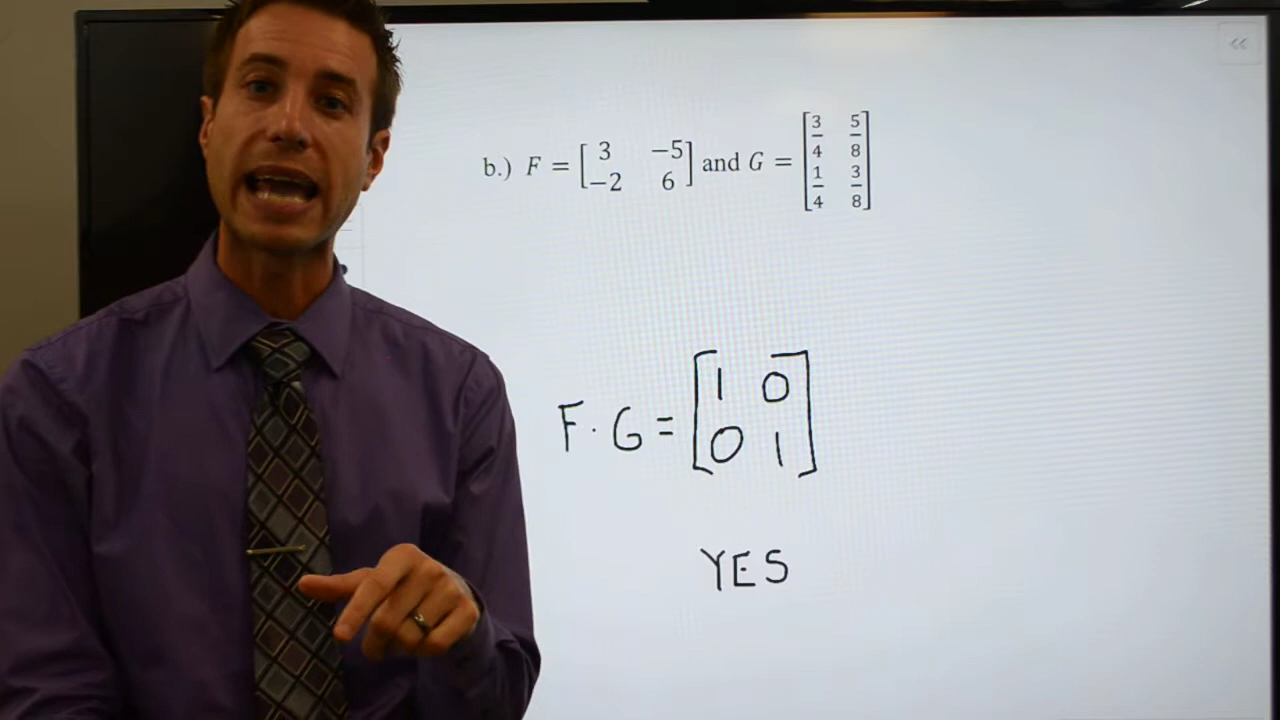 b.) F = [3 −5; −2 6] and G = [3/4 5/8; 1/4 3/8]
F · G = [1 0; 0 1]
YES